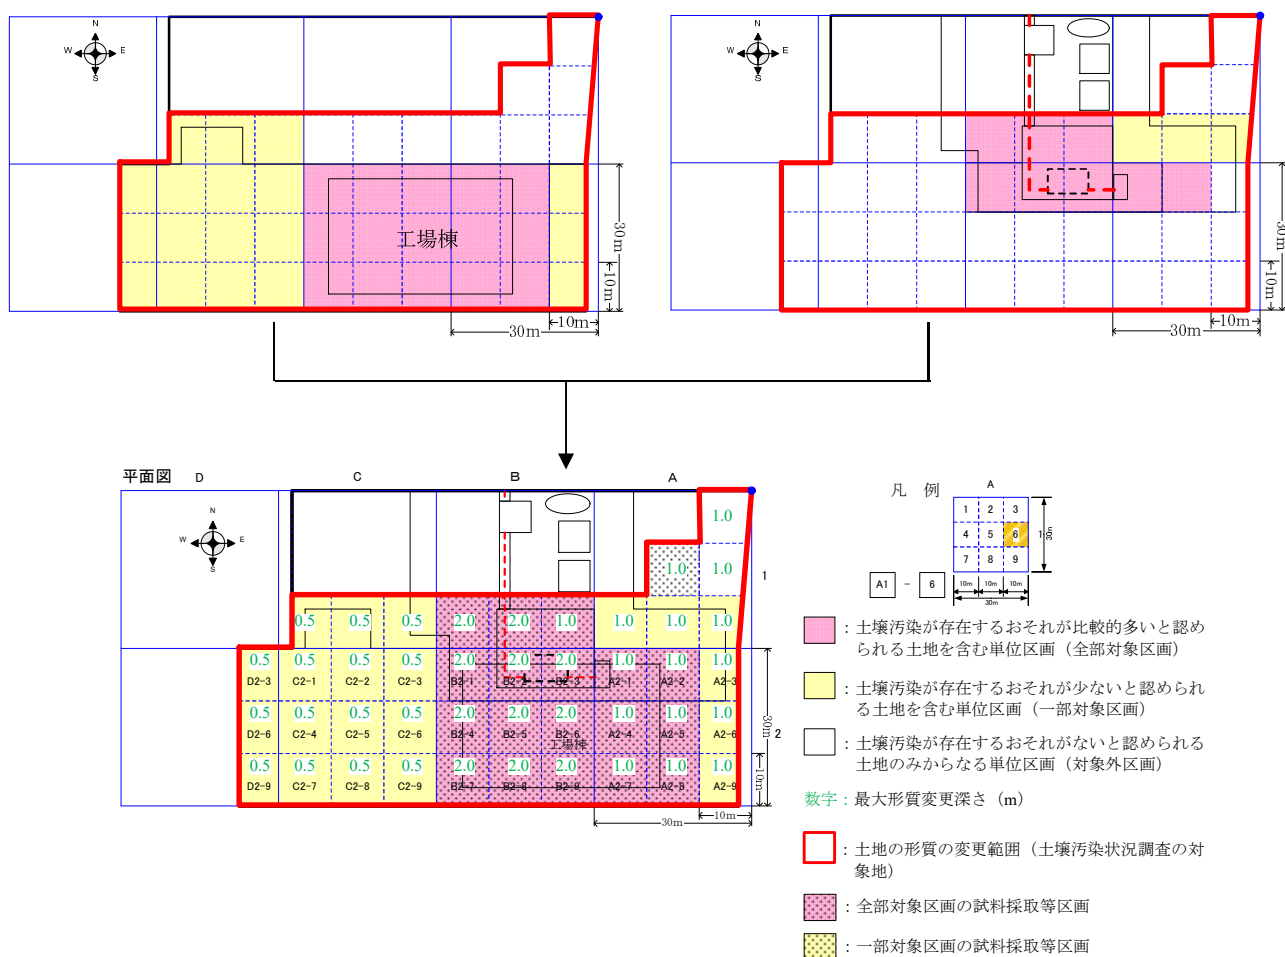 N
W
E
S
工場棟
30m
10m
10m
30m
N
W
E
S
30m
10m
10m
30m
平面図 D C B A
N
W
E
S
1.0
1.0 1.0
1
0.5 0.5 0.5 2.0 2.0 1.0 1.0 1.0 1.0
0.5 0.5 0.5 0.5 2.0 2.0 2.0 1.0 1.0 1.0
D2-3 C2-1 C2-2 C2-3 B2-1 B2-2 B2-3 A2-1 A2-2 A2-3
0.5 0.5 0.5 0.5 2.0 2.0 2.0 1.0 1.0 1.0
D2-6 C2-4 C2-5 C2-6 B2-4 B2-5 B2-6 A2-4 A2-5 A2-6
2
工場棟
0.5 0.5 0.5 0.5 2.0 2.0 2.0 1.0 1.0 1.0
D2-9 C2-7 C2-8 C2-9 B2-7 B2-8 B2-9 A2-7 A2-8 A2-9
30m
10m
10m
30m
凡 例 A
1 2 3
4 5 6 1
7 8 9
30m
A1 - 6
10m 10m 10m
30m
：土壌汚染が存在するおそれが比較的多いと認め
られる土地を含む単位区画（全部対象区画）
：土壌汚染が存在するおそれが少ないと認められ
る土地を含む単位区画（一部対象区画）
：土壌汚染が存在するおそれがないと認められる
土地のみからなる単位区画（対象外区画）
数字：最大形質変更深さ（m）
：土地の形質の変更範囲（土壌汚染状況調査の対
象地）
：全部対象区画の試料採取等区画
：一部対象区画の試料採取等区画